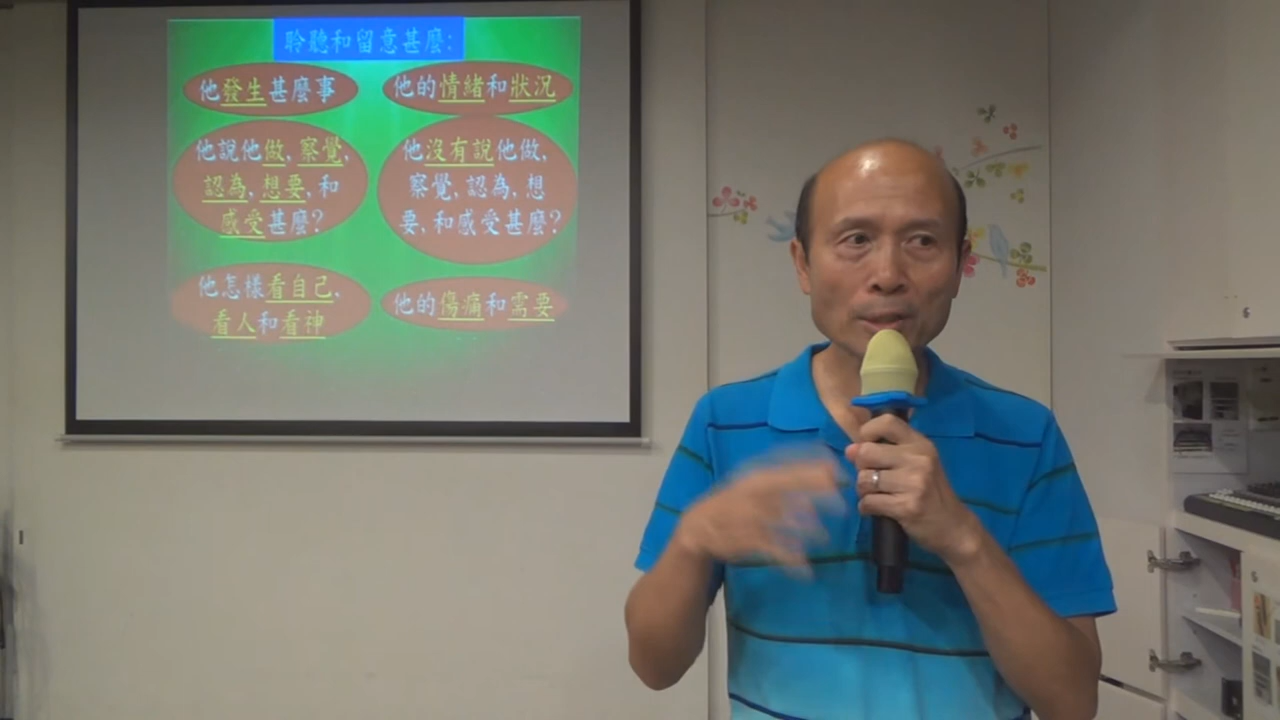 聆聽和留意甚麼:
他發生甚麼事
他的情緒和狀況
他說他做, 察覺,
認為, 想要, 和
感受甚麼?
他沒有說他做,
察覺, 認為, 想
要, 和感受甚麼?
他怎樣看自己,
看人和看神
他的傷痛和需要